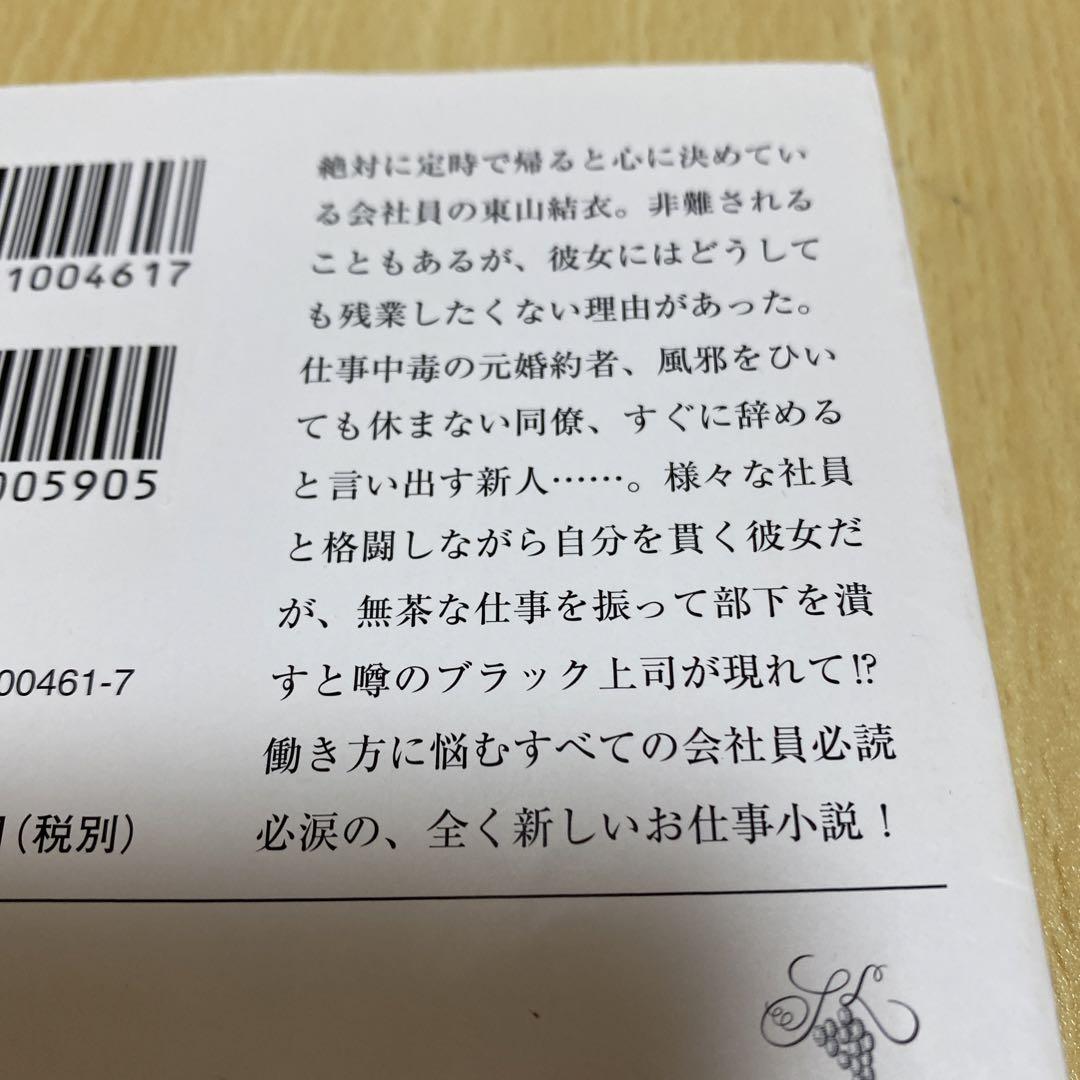 絶対に定時で帰ると心に決めてい
る会社員の東山結衣。非難される
こともあるが、彼女にはどうして
も残業したくない理由があった。
仕事中毒の元婚約者、風邪をひい
ても休まない同僚、すぐに辞める
と言い出す新人……。様々な社員
と格闘しながら自分を貫く彼女だ
が、無茶な仕事を振って部下を潰
すと噂のブラック上司が現れて!?
働き方に悩むすべての会社員必読
必涙の、全く新しいお仕事小説！
1004617
005905
00461-7
(税別)